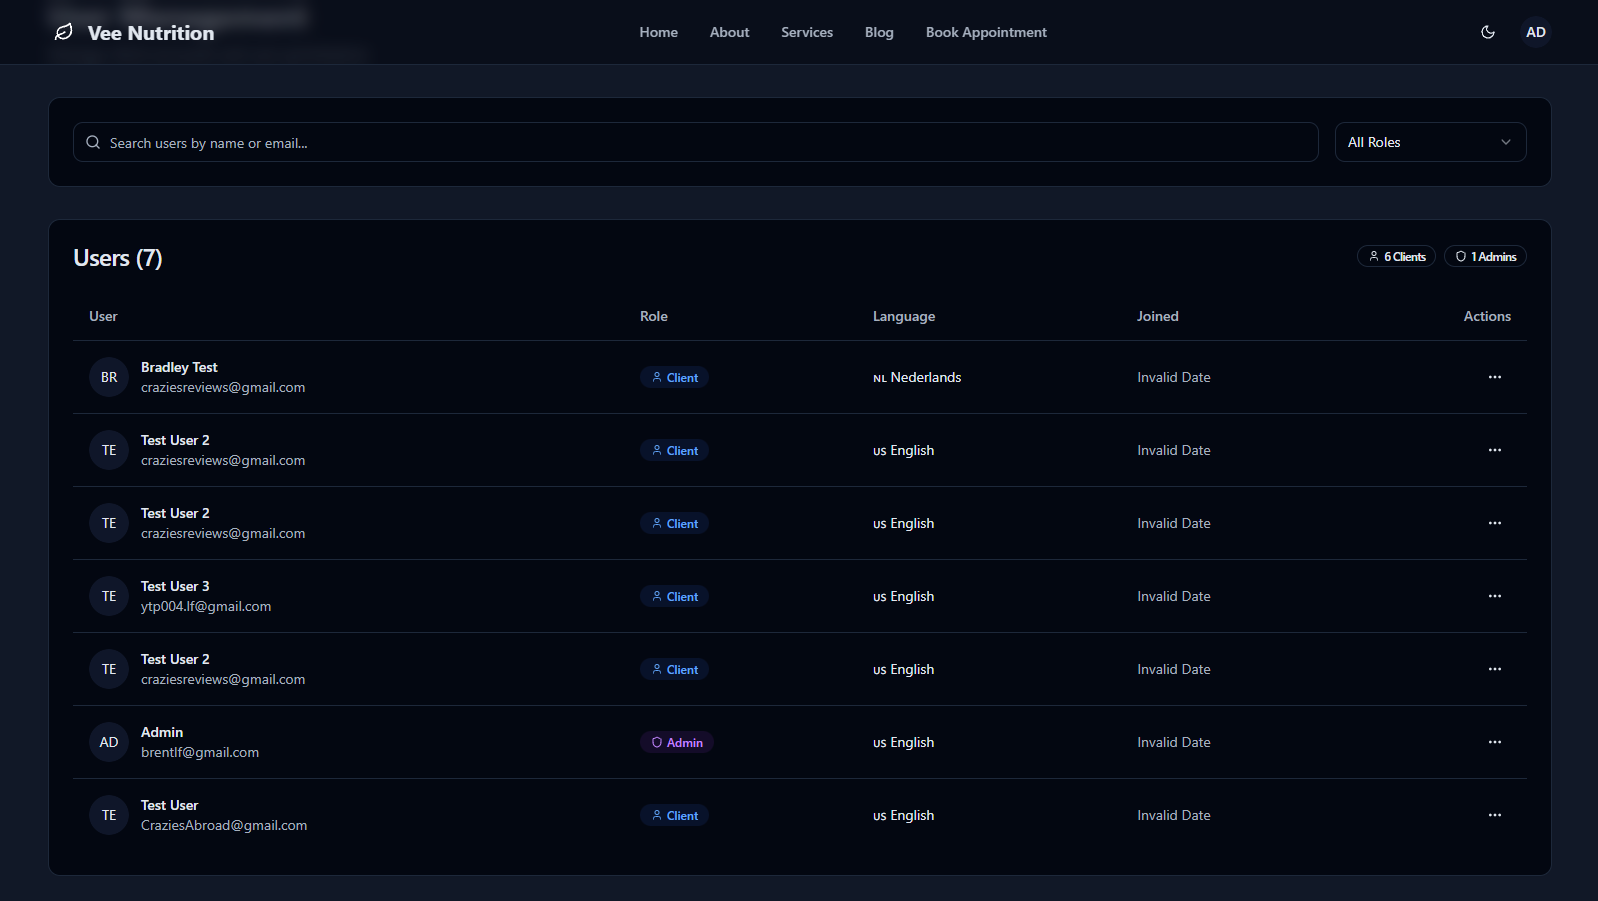 Vee Nutrition
Home About Services Blog Book Appointment
AD
Search users by name or email...
All Roles
Users (7)
6 Clients
1 Admins
User Role Language Joined Actions
BR
Bradley Test
craziesreviews@gmail.com
Client
NL Nederlands
Invalid Date
TE
Test User 2
craziesreviews@gmail.com
Client
us English
Invalid Date
TE
Test User 2
craziesreviews@gmail.com
Client
us English
Invalid Date
TE
Test User 3
ytp004.lf@gmail.com
Client
us English
Invalid Date
TE
Test User 2
craziesreviews@gmail.com
Client
us English
Invalid Date
AD
Admin
brentlf@gmail.com
Admin
us English
Invalid Date
TE
Test User
CraziesAbroad@gmail.com
Client
us English
Invalid Date